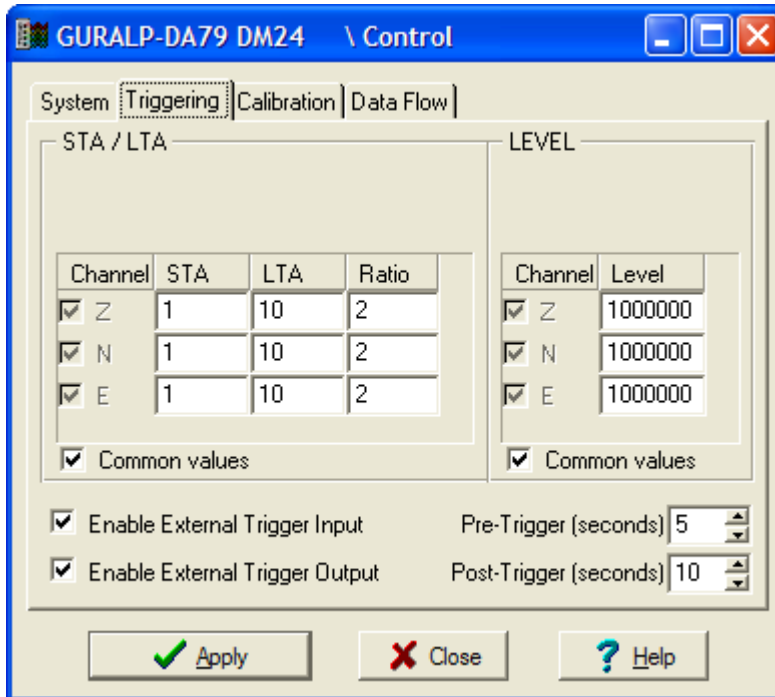 GURALP-DA79 DM24 \ Control
System Triggering Calibration Data Flow
STA / LTA
Channel STA LTA Ratio
Z 1 10 2
N 1 10 2
E 1 10 2
Common values
LEVEL
Channel Level
Z 1000000
N 1000000
E 1000000
Common values
Enable External Trigger Input Pre-Trigger (seconds) 5
Enable External Trigger Output Post-Trigger (seconds) 10
Apply Close ? Help